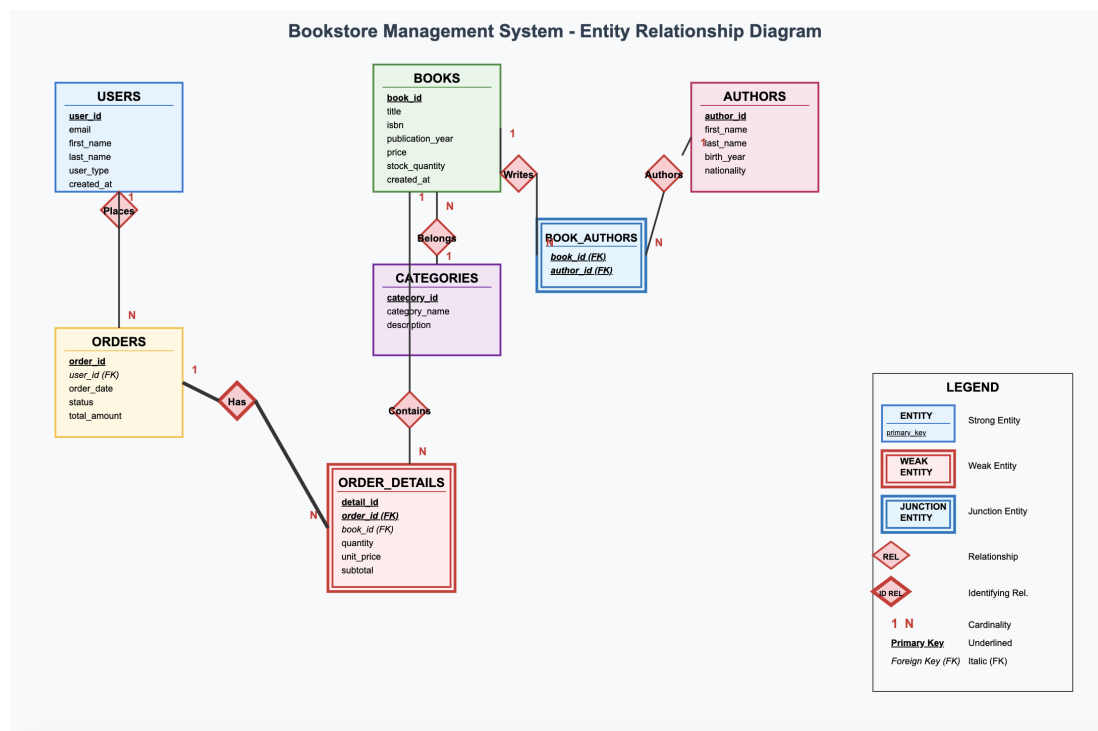 Bookstore Management System - Entity Relationship Diagram
USERS
user_id
email
first_name
last_name
user_type
created_at
BOOKS
book_id
title
isbn
publication_year
price
stock_quantity
created_at
AUTHORS
author_id
first_name
last_name
birth_year
nationality
1
Writes
1
Authors
1
Places
N
1
N
Belongs
1
BOOK_AUTHORS
book_id (FK)
author_id (FK)
N
N
CATEGORIES
category_id
category_name
description
ORDERS
order_id
user_id (FK)
order_date
status
total_amount
1
Has
N
Contains
N
ORDER_DETAILS
detail_id
order_id (FK)
book_id (FK)
quantity
unit_price
subtotal
LEGEND
ENTITY
primary_key
Strong Entity
WEAK
ENTITY
Weak Entity
JUNCTION
ENTITY
Junction Entity
REL
Relationship
ID REL
Identifying Rel.
1 N
Cardinality
Primary Key
Underlined
Foreign Key (FK)
Italic (FK)